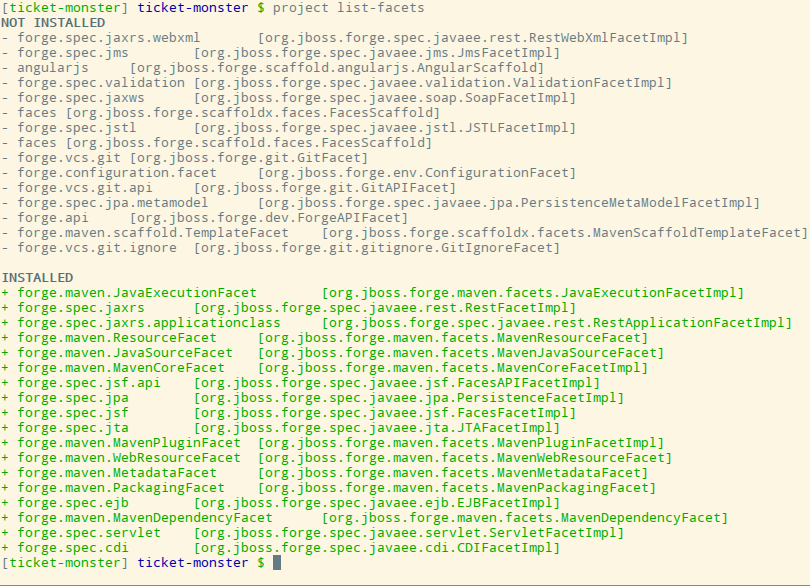 [ticket-monster] ticket-monster $ project list-facets
NOT INSTALLED
- forge.spec.jaxrs.webxml [org.jboss.forge.spec.javaee.rest.RestWebXmlFacetImpl]
- forge.spec.jms [org.jboss.forge.spec.javaee.jms.JmsFacetImpl]
- angularjs [org.jboss.forge.scaffold.angularjs.AngularScaffold]
- forge.spec.validation [org.jboss.forge.spec.javaee.validation.ValidationFacetImpl]
- forge.spec.jaxws [org.jboss.forge.spec.javaee.soap.SoapFacetImpl]
- faces [org.jboss.forge.scaffoldx.faces.FacesScaffold]
- forge.spec.jstl [org.jboss.forge.spec.javaee.jstl.JSTLFacetImpl]
- faces [org.jboss.forge.scaffold.faces.FacesScaffold]
- forge.vcs.git [org.jboss.forge.git.GitFacet]
- forge.configuration.facet [org.jboss.forge.env.ConfigurationFacet]
- forge.vcs.git.api [org.jboss.forge.git.GitAPIFacet]
- forge.spec.jpa.metamodel [org.jboss.forge.spec.javaee.jpa.PersistenceMetaModelFacetImpl]
- forge.api [org.jboss.forge.dev.ForgeAPIFacet]
- forge.maven.scaffold.TemplateFacet [org.jboss.forge.scaffoldx.facets.MavenScaffoldTemplateFacet]
- forge.vcs.git.ignore [org.jboss.forge.git.gitignore.GitIgnoreFacet]
INSTALLED
+ forge.maven.JavaExecutionFacet [org.jboss.forge.maven.facets.JavaExecutionFacetImpl]
+ forge.spec.jaxrs [org.jboss.forge.spec.javaee.rest.RestFacetImpl]
+ forge.spec.jaxrs.applicationclass [org.jboss.forge.spec.javaee.rest.RestApplicationFacetImpl]
+ forge.maven.ResourceFacet [org.jboss.forge.maven.facets.MavenResourceFacet]
+ forge.maven.JavaSourceFacet [org.jboss.forge.maven.facets.MavenJavaSourceFacet]
+ forge.maven.MavenCoreFacet [org.jboss.forge.maven.facets.MavenCoreFacetImpl]
+ forge.spec.jsf.api [org.jboss.forge.spec.javaee.jsf.FacesAPIFacetImpl]
+ forge.spec.jpa [org.jboss.forge.spec.javaee.jpa.PersistenceFacetImpl]
+ forge.spec.jsf [org.jboss.forge.spec.javaee.jsf.FacesFacetImpl]
+ forge.spec.jta [org.jboss.forge.spec.javaee.jta.JTAFacetImpl]
+ forge.maven.MavenPluginFacet [org.jboss.forge.maven.facets.MavenPluginFacetImpl]
+ forge.maven.WebResourceFacet [org.jboss.forge.maven.facets.MavenWebResourceFacet]
+ forge.maven.MetadataFacet [org.jboss.forge.maven.facets.MavenMetadataFacet]
+ forge.maven.PackagingFacet [org.jboss.forge.maven.facets.MavenPackagingFacet]
+ forge.spec.ejb [org.jboss.forge.spec.javaee.ejb.EJBFacetImpl]
+ forge.maven.MavenDependencyFacet [org.jboss.forge.maven.facets.MavenDependencyFacet]
+ forge.spec.servlet [org.jboss.forge.spec.javaee.servlet.ServletFacetImpl]
+ forge.spec.cdi [org.jboss.forge.spec.javaee.cdi.CDIFacetImpl]
[ticket-monster] ticket-monster $